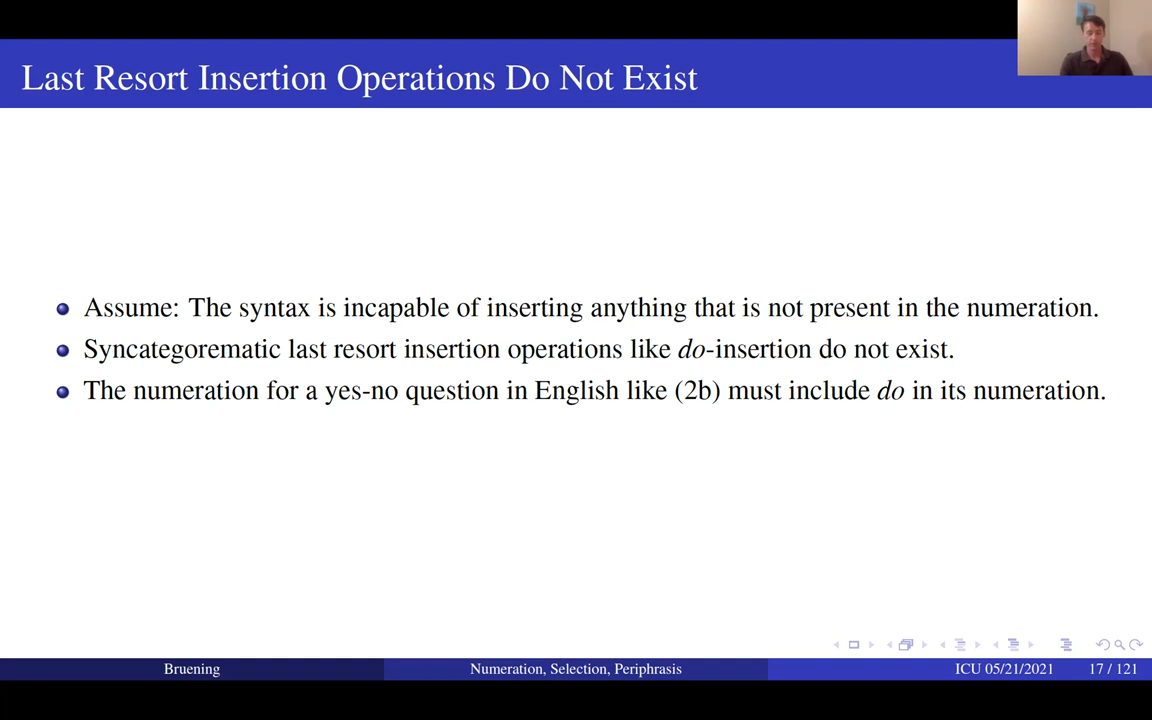 Last Resort Insertion Operations Do Not Exist
Assume: The syntax is incapable of inserting anything that is not present in the numeration.
Syncategorematic last resort insertion operations like do-insertion do not exist.
The numeration for a yes-no question in English like (2b) must include do in its numeration.
Bruening
Numeration, Selection, Periphrasis
ICU 05/21/2021
17 / 121